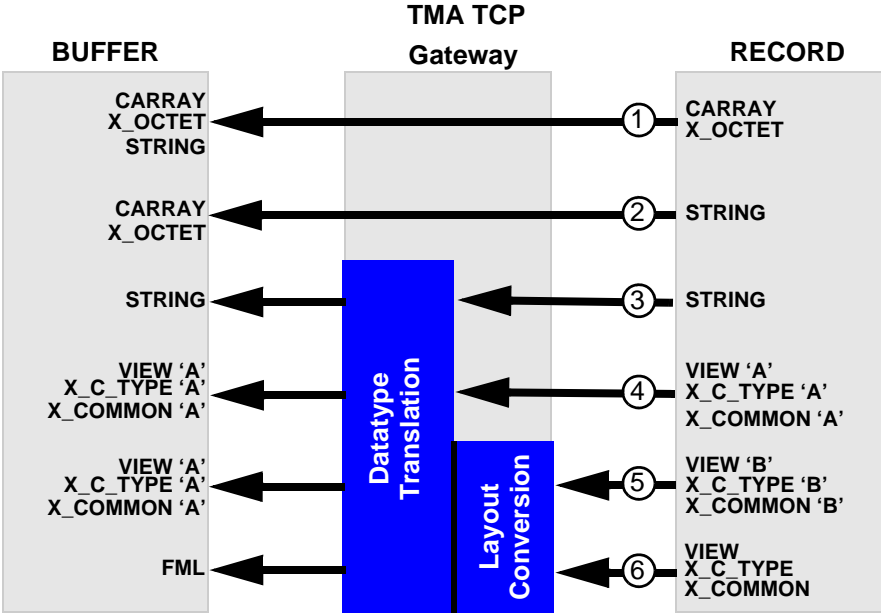 TMA TCP
Gateway
BUFFER
RECORD
CARRAY
X_OCTET
STRING
1
CARRAY
X_OCTET
CARRAY
X_OCTET
2
STRING
STRING
3
STRING
VIEW ‘A’
X_C_TYPE ‘A’
X_COMMON ‘A’
4
VIEW ‘A’
X_C_TYPE ‘A’
X_COMMON ‘A’
VIEW ‘A’
X_C_TYPE ‘A’
X_COMMON ‘A’
5
VIEW ‘B’
X_C_TYPE ‘B’
X_COMMON ‘B’
FML
6
VIEW
X_C_TYPE
X_COMMON
Datatype
Translation
Layout
Conversion